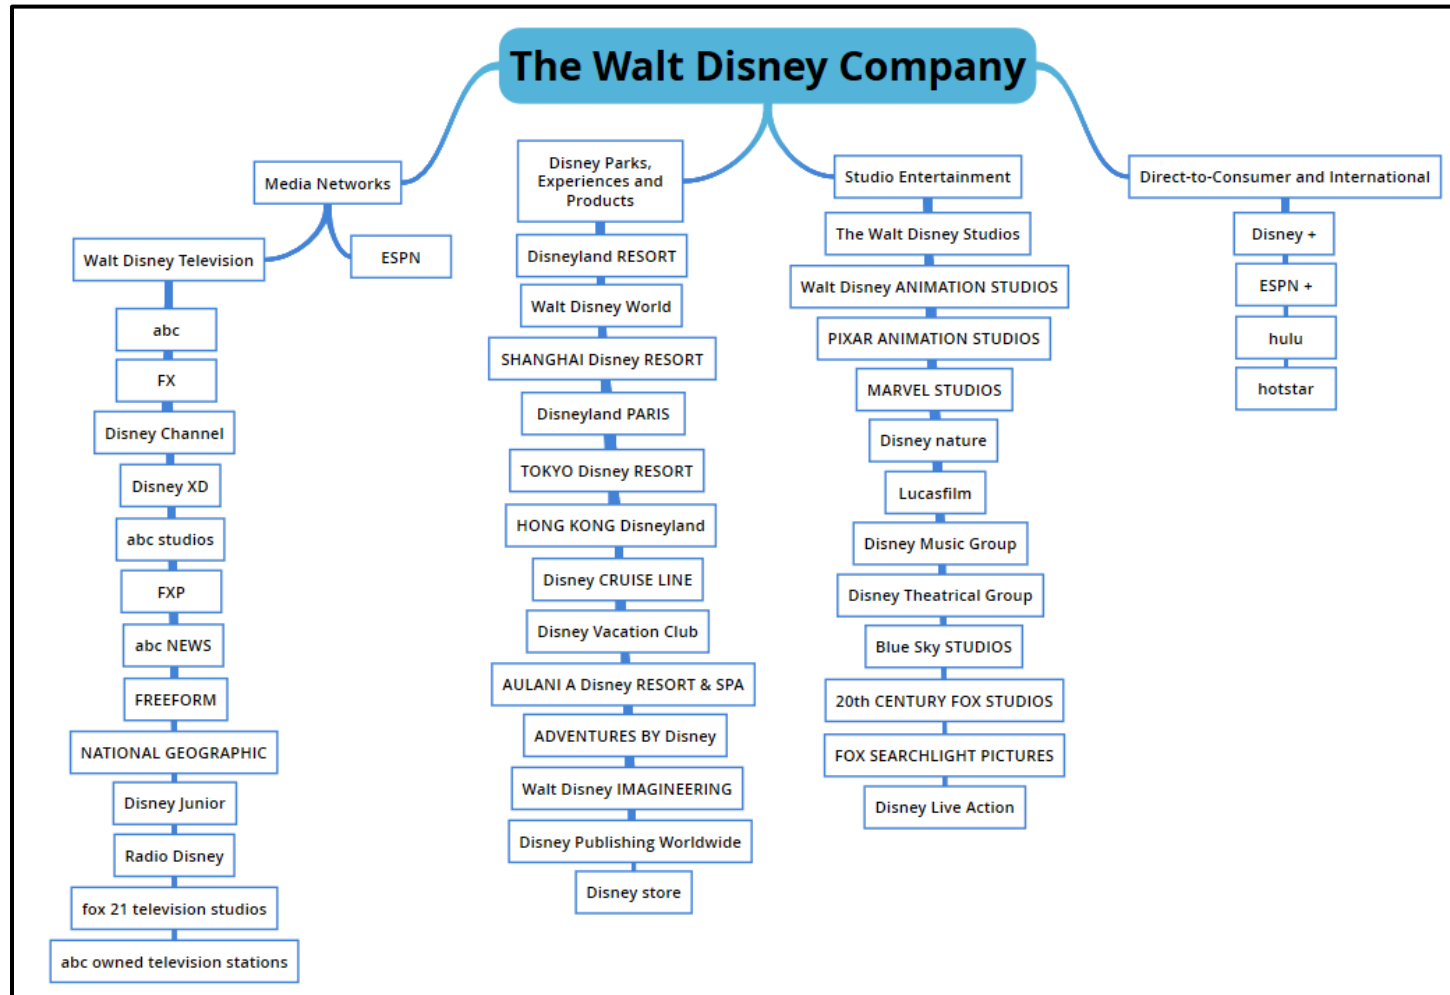 The Walt Disney Company
Media Networks
Walt Disney Television
ESPN
abc
FX
Disney Channel
Disney XD
abc studios
FXP
abc NEWS
FREEFORM
NATIONAL GEOGRAPHIC
Disney Junior
Radio Disney
fox 21 television studios
abc owned television stations
Disney Parks,
Experiences and
Products
Disneyland RESORT
Walt Disney World
SHANGHAI Disney RESORT
Disneyland PARIS
TOKYO Disney RESORT
HONG KONG Disneyland
Disney CRUISE LINE
Disney Vacation Club
AULANI A Disney RESORT & SPA
ADVENTURES BY Disney
Walt Disney IMAGINEERING
Disney Publishing Worldwide
Disney store
Studio Entertainment
The Walt Disney Studios
Walt Disney ANIMATION STUDIOS
PIXAR ANIMATION STUDIOS
MARVEL STUDIOS
Disney nature
Lucasfilm
Disney Music Group
Disney Theatrical Group
Blue Sky STUDIOS
20th CENTURY FOX STUDIOS
FOX SEARCHLIGHT PICTURES
Disney Live Action
Direct-to-Consumer and International
Disney +
ESPN +
hulu
hotstar